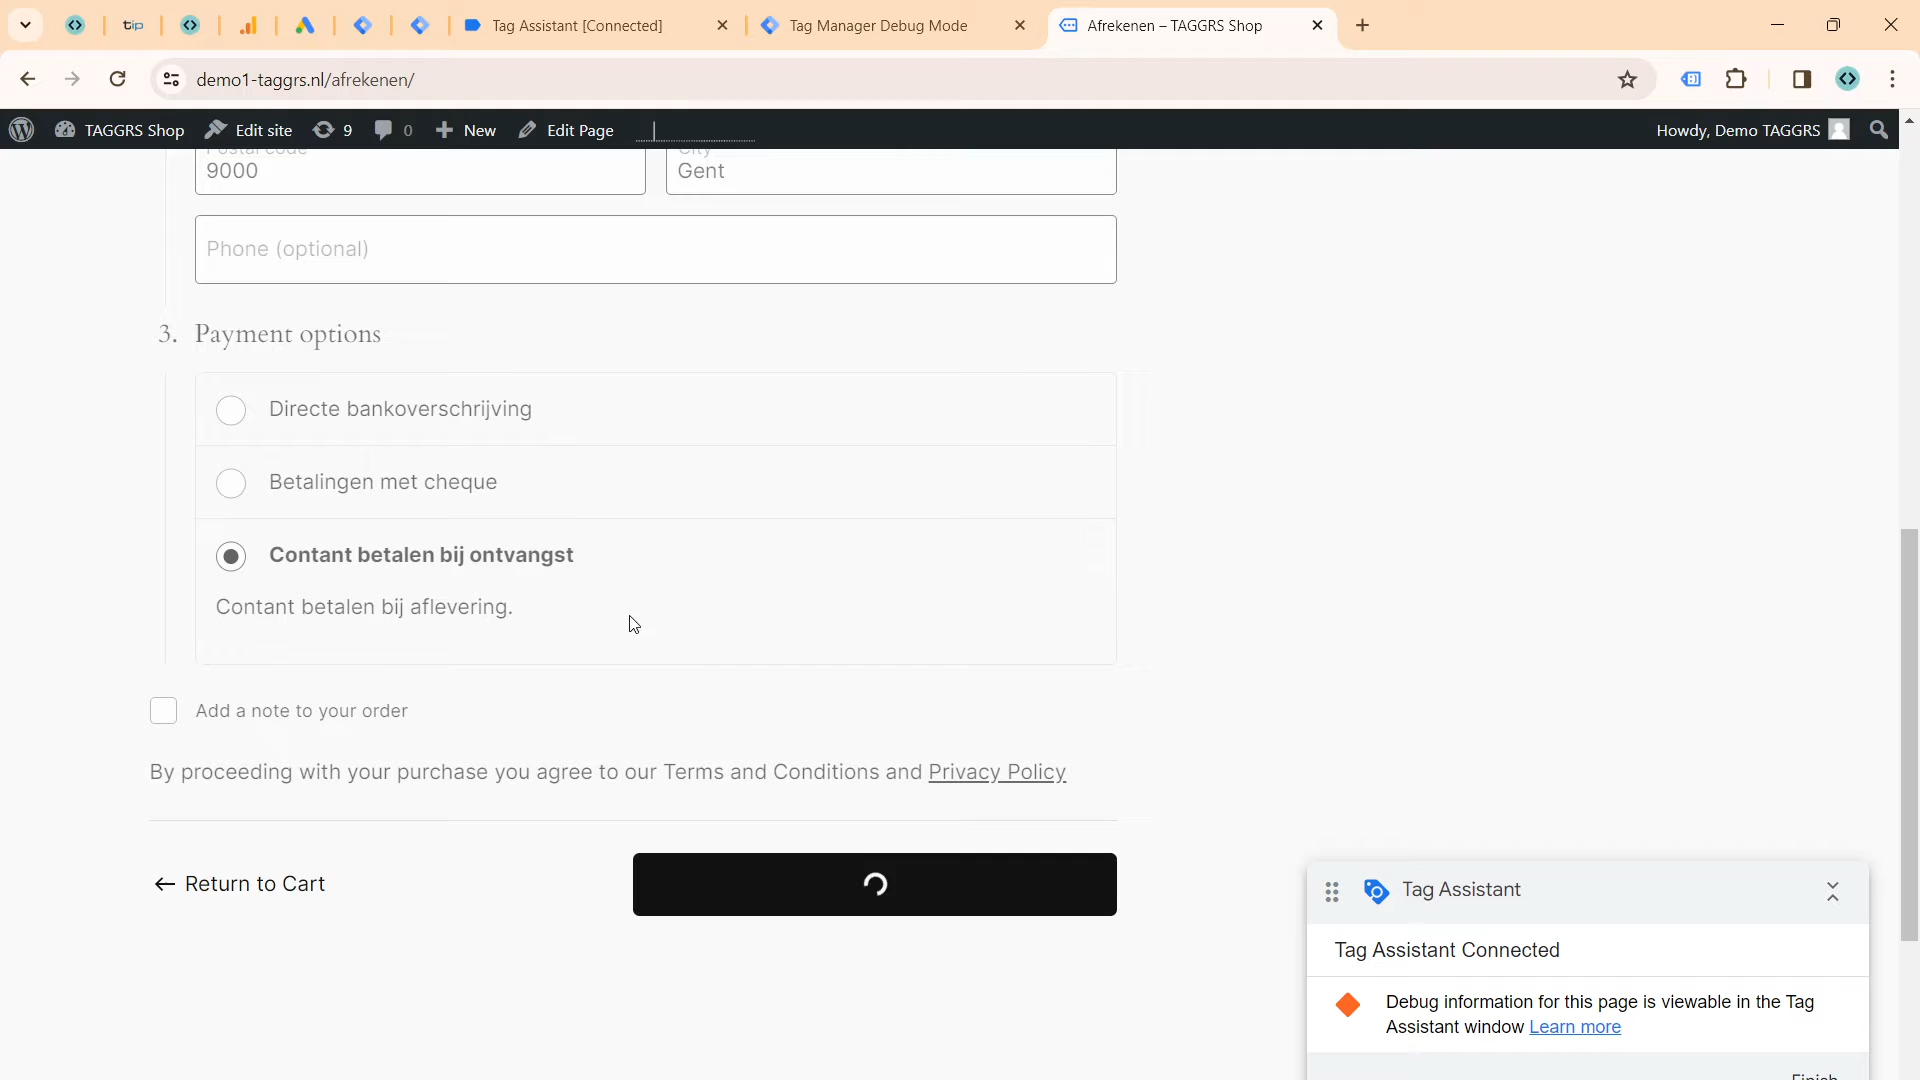 tip
Tag Assistant [Connected]
Tag Manager Debug Mode
Afrekenen – TAGGRS Shop
demo1-taggrs.nl/afrekenen/
TAGGRS Shop
Edit site
9
0
New
Edit Page
Howdy, Demo TAGGRS
Postal code
9000
City
Gent
Phone (optional)
3. Payment options
Directe bankoverschrijving
Betalingen met cheque
Contant betalen bij ontvangst
Contant betalen bij aflevering.
Add a note to your order
By proceeding with your purchase you agree to our Terms and Conditions and Privacy Policy
← Return to Cart
Tag Assistant
Tag Assistant Connected
Debug information for this page is viewable in the Tag
Assistant window Learn more
Finish